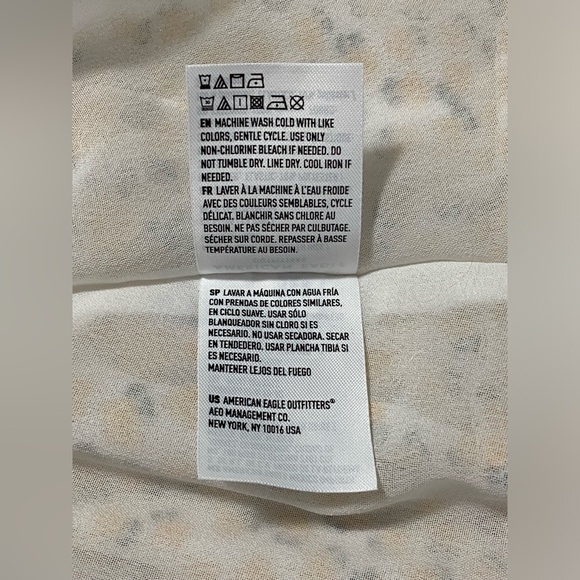 EN MACHINE WASH COLD WITH LIKE
COLORS, GENTLE CYCLE. USE ONLY
NON-CHLORINE BLEACH IF NEEDED. DO
NOT TUMBLE DRY. LINE DRY. COOL IRON IF
NEEDED.
FR LAVER À LA MACHINE À L'EAU FROIDE
AVEC DES COULEURS SEMBLABLES, CYCLE
DÉLICAT. BLANCHIR SANS CHLORE AU
BESOIN. NE PAS SÉCHER PAR CULBUTAGE.
SÉCHER SUR CORDE. REPASSER À BASSE
TEMPÉRATURE AU BESOIN.
SP LAVAR A MÁQUINA CON AGUA FRÍA
CON PRENDAS DE COLORES SIMILARES,
EN CICLO SUAVE. USAR SÓLO
BLANQUEADOR SIN CLORO SI ES
NECESARIO. NO USAR SECADORA. SECAR
EN TENDEDERO. USAR PLANCHA TIBIA SI
ES NECESARIO.
MANTENER LEJOS DEL FUEGO
US AMERICAN EAGLE OUTFITTERS®
AEO MANAGEMENT CO.
NEW YORK, NY 10016 USA